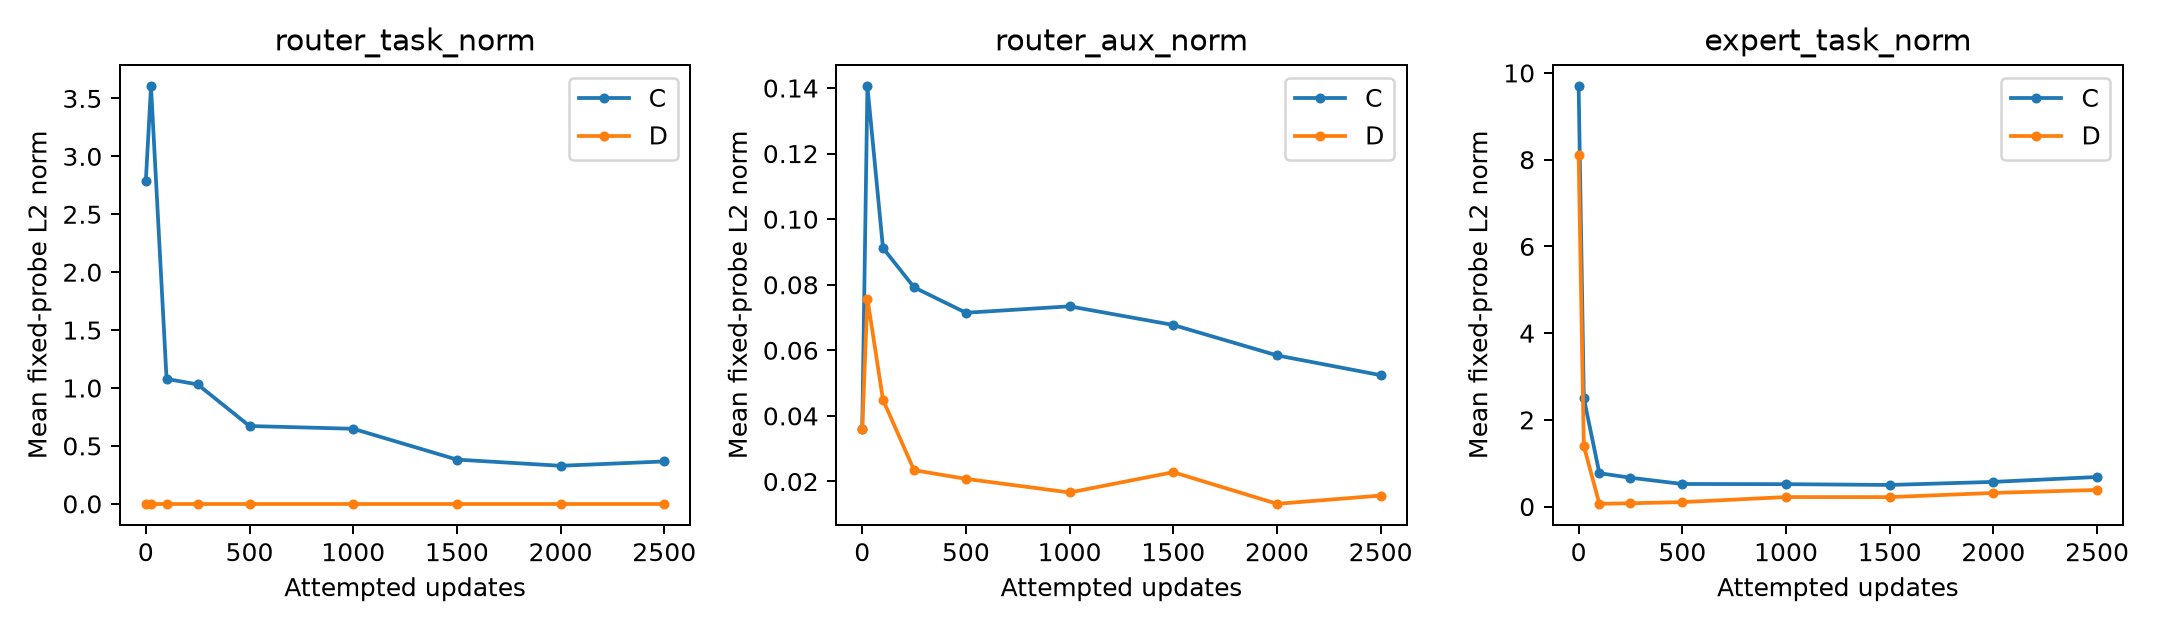 router_task_norm
Mean fixed-probe L2 norm
3.5
3.0
2.5
2.0
1.5
1.0
0.5
0.0
C
D
0 500 1000 1500 2000 2500
Attempted updates
router_aux_norm
Mean fixed-probe L2 norm
0.14
0.12
0.10
0.08
0.06
0.04
0.02
C
D
0 500 1000 1500 2000 2500
Attempted updates
expert_task_norm
Mean fixed-probe L2 norm
10
8
6
4
2
0
C
D
0 500 1000 1500 2000 2500
Attempted updates